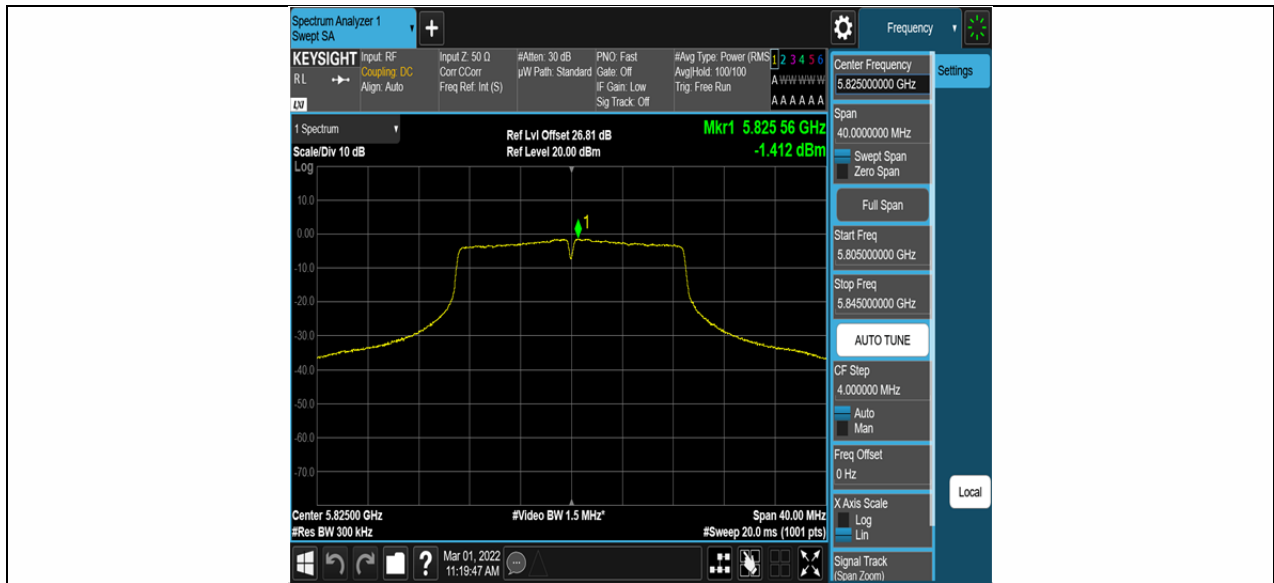 Spectrum Analyzer 1
Swept SA
+
Frequency
KEYSIGHT
RL
LXI
Input: RF
Coupling: DC
Align: Auto
Input Z: 50 Ω
Corr CCorr
Freq Ref: Int (S)
#Atten: 30 dB
µW Path: Standard
PNO: Fast
Gate: Off
IF Gain: Low
Sig Track: Off
#Avg Type: Power (RMS
Avg|Hold: 100/100
Trig: Free Run
1 2 3 4 5 6
A W W W W W
A A A A A A
1 Spectrum
Scale/Div 10 dB
Ref Lvl Offset 26.81 dB
Ref Level 20.00 dBm
Mkr1 5.825 56 GHz
-1.412 dBm
Log
10.0
0.00
-10.0
-20.0
-30.0
-40.0
-50.0
-60.0
-70.0
1
Center 5.82500 GHz
#Res BW 300 kHz
#Video BW 1.5 MHz*
Span 40.00 MHz
#Sweep 20.0 ms (1001 pts)
?
Mar 01, 2022
11:19:47 AM
Center Frequency
5.825000000 GHz
Span
40.0000000 MHz
Swept Span
Zero Span
Full Span
Start Freq
5.805000000 GHz
Stop Freq
5.845000000 GHz
AUTO TUNE
CF Step
4.000000 MHz
Auto
Man
Freq Offset
0 Hz
X Axis Scale
Log
Lin
Signal Track
(Span Zoom)
Settings
Local